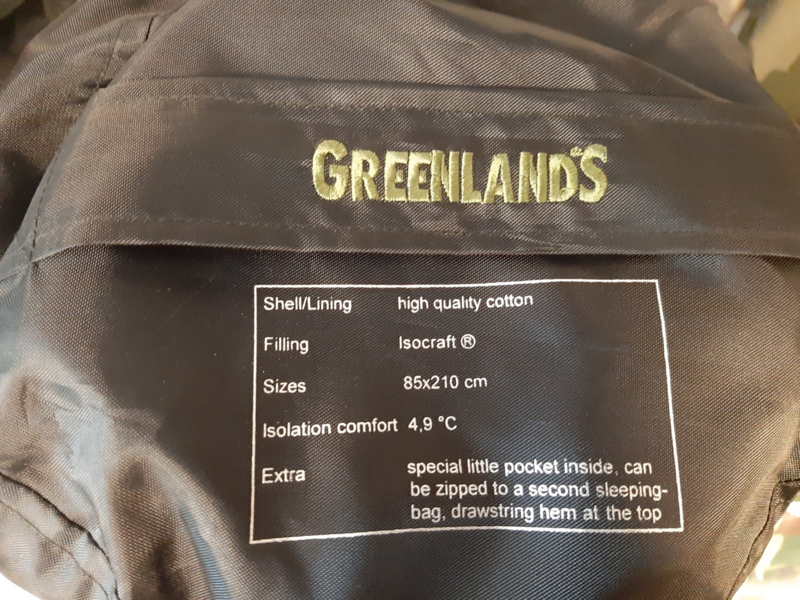 GREENLAND'S
Shell/Lining high quality cotton
Filling Isocraft ®
Sizes 85x210 cm
Isolation comfort 4,9 °C
Extra special little pocket inside, can
be zipped to a second sleeping-
bag, drawstring hem at the top